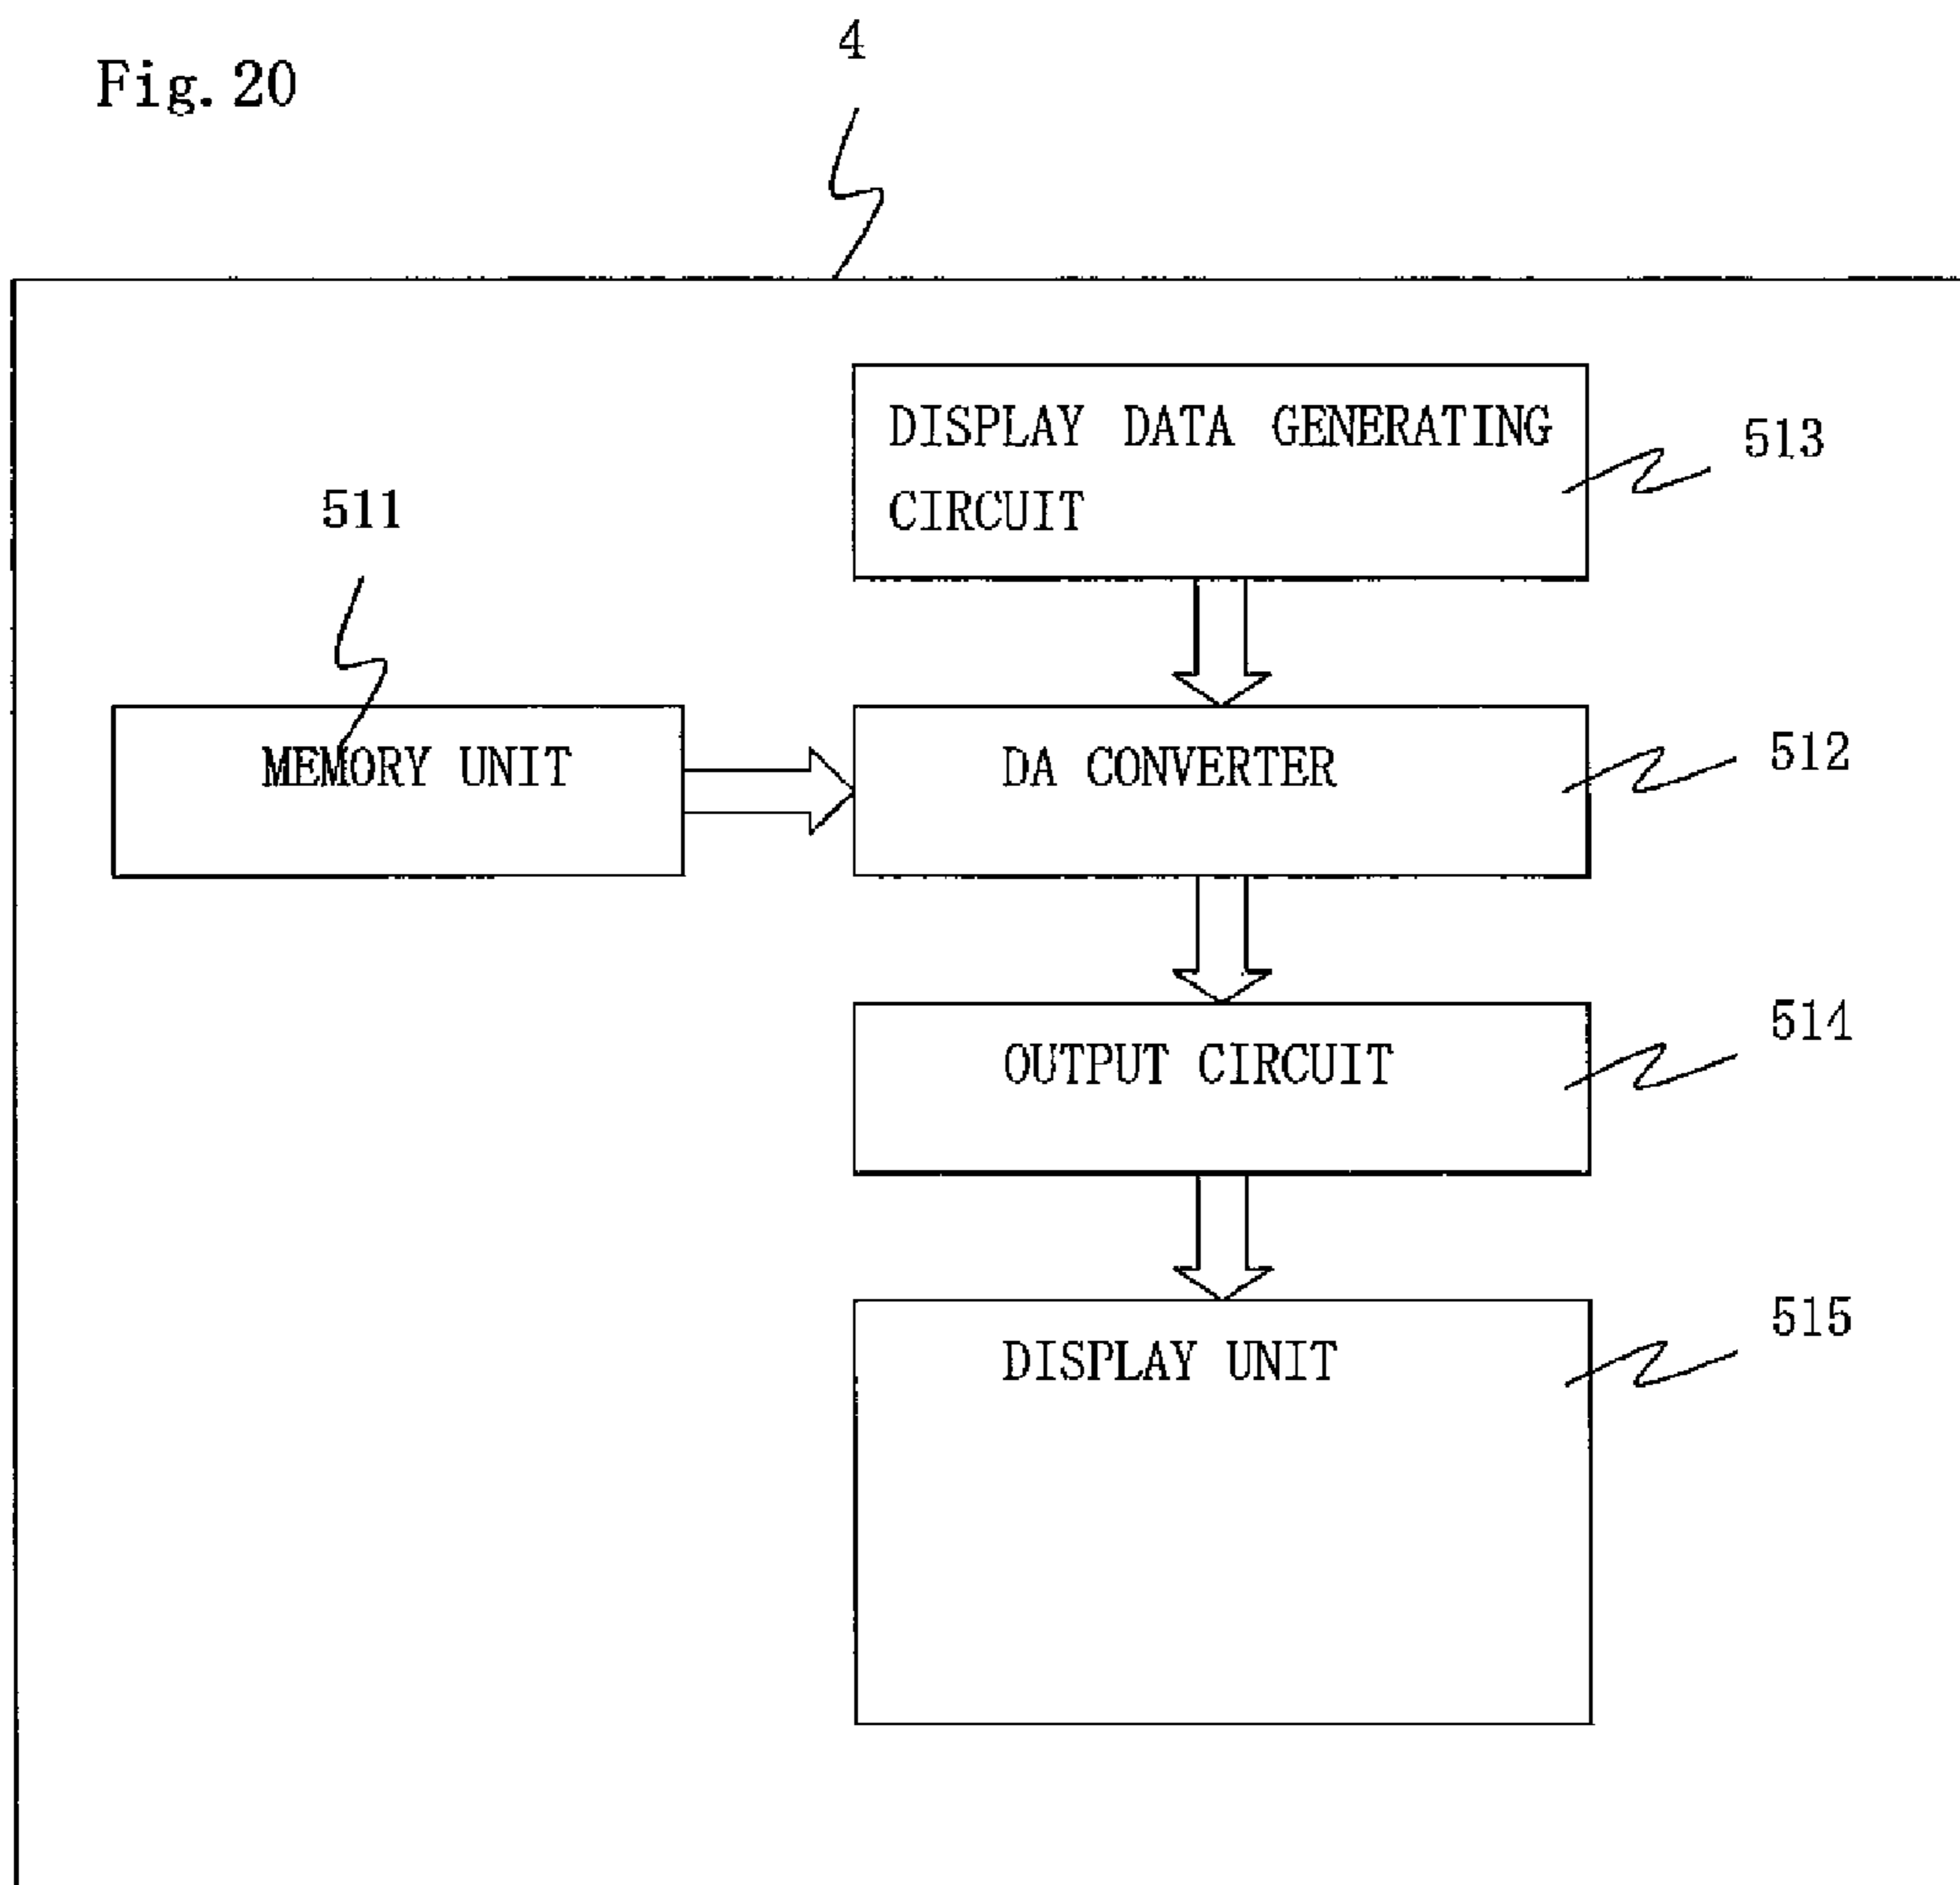 Fig. 20
4
DISPLAY DATA GENERATING
CIRCUIT
513
511
MEMORY UNIT
DA CONVERTER
512
OUTPUT CIRCUIT
514
DISPLAY UNIT
515